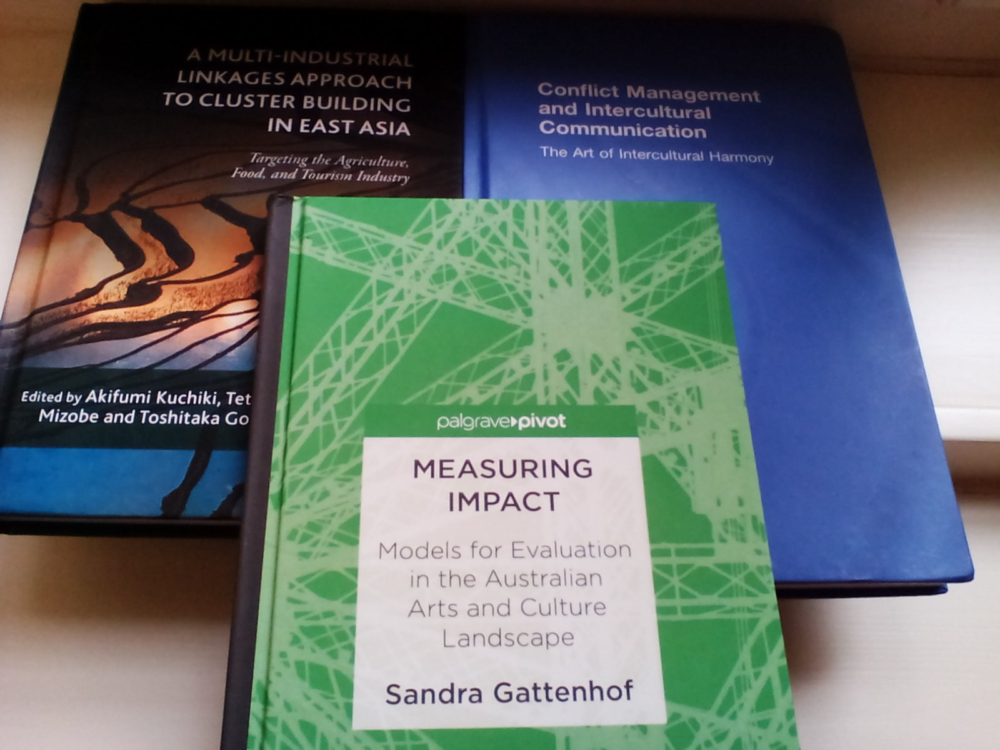 A MULTI-INDUSTRIAL
LINKAGES APPROACH
TO CLUSTER BUILDING
IN EAST ASIA
Targeting the Agriculture,
Food, and Tourism Industry
Edited by Akifumi Kuchiki, Tet
Mizobe and Toshitaka Go
Conflict Management
and Intercultural
Communication
The Art of Intercultural Harmony
palgrave pivot
MEASURING
IMPACT
Models for Evaluation
in the Australian
Arts and Culture
Landscape
Sandra Gattenhof